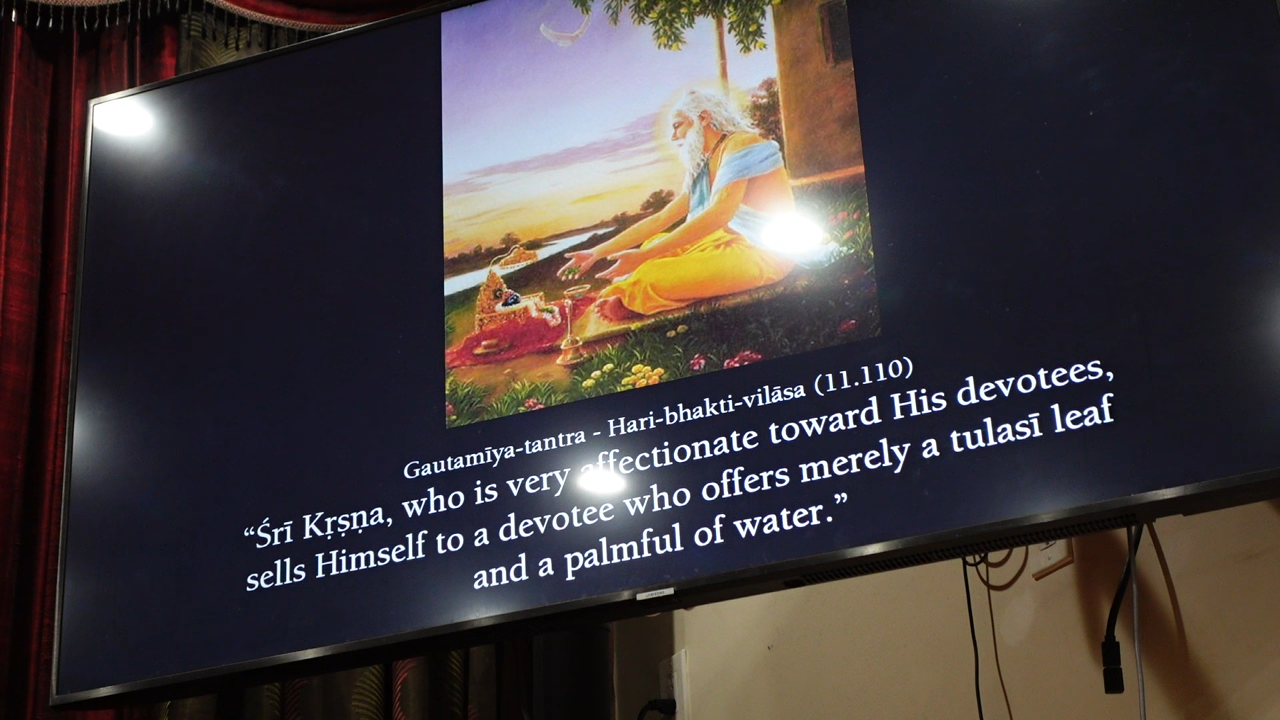 Gautamīya-tantra - Hari-bhakti-vilāsa (11.110)
“Śrī Kṛṣṇa, who is very affectionate toward His devotees,
sells Himself to a devotee who offers merely a tulasī leaf
and a palmful of water.”